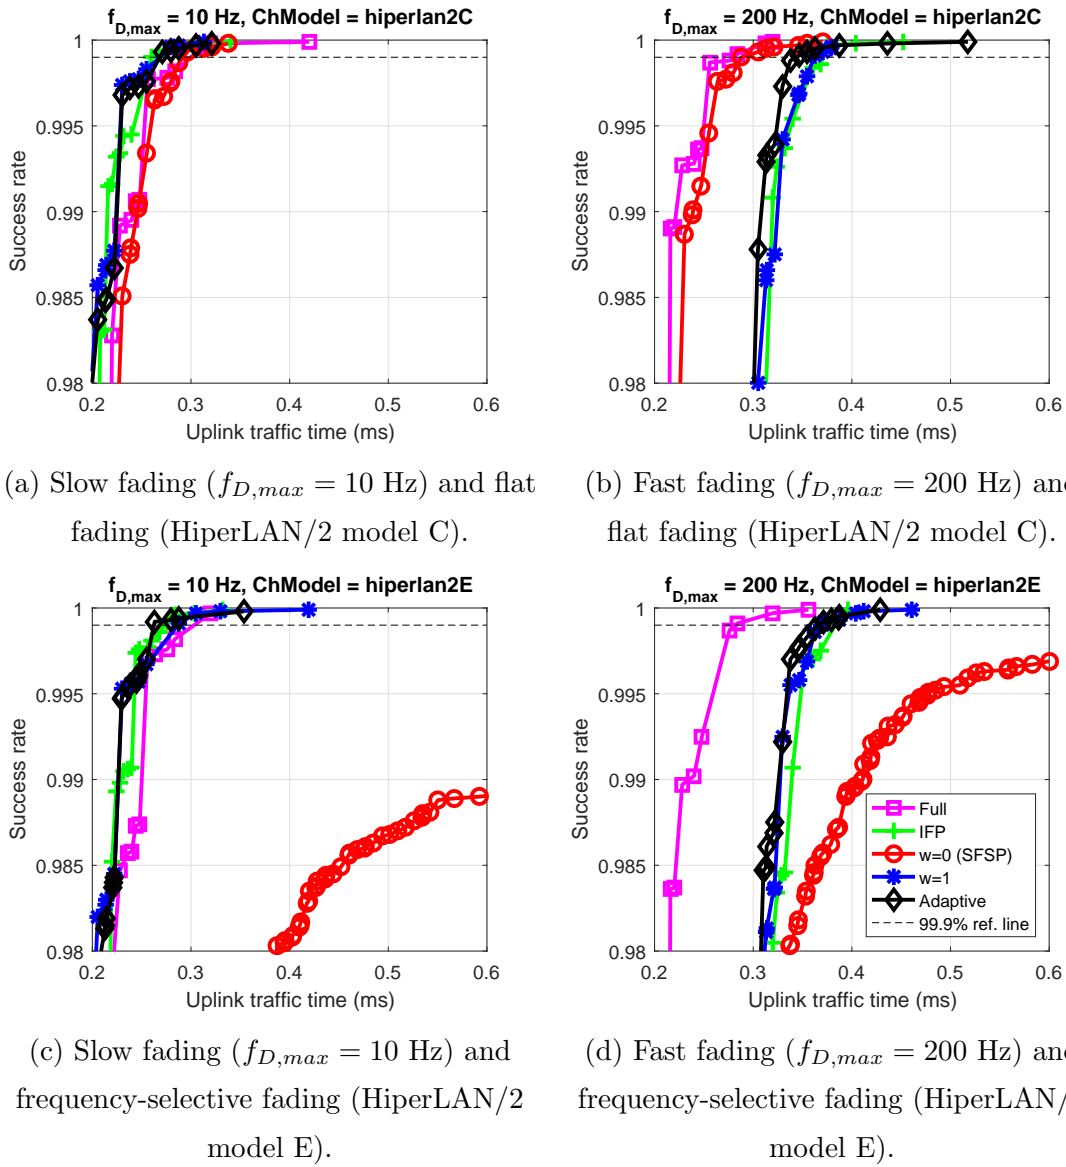 f_D,max = 10 Hz, ChModel = hiperlan2C
1
0.995
0.99
0.985
0.98
Success rate
0.2 0.3 0.4 0.5 0.6
Uplink traffic time (ms)
(a) Slow fading (f_{D,max} = 10 Hz) and flat
fading (HiperLAN/2 model C).
f_D,max = 200 Hz, ChModel = hiperlan2C
1
0.995
0.99
0.985
0.98
Success rate
0.2 0.3 0.4 0.5 0.6
Uplink traffic time (ms)
(b) Fast fading (f_{D,max} = 200 Hz) and
flat fading (HiperLAN/2 model C).
f_D,max = 10 Hz, ChModel = hiperlan2E
1
0.995
0.99
0.985
0.98
Success rate
0.2 0.3 0.4 0.5 0.6
Uplink traffic time (ms)
(c) Slow fading (f_{D,max} = 10 Hz) and
frequency-selective fading (HiperLAN/2
model E).
f_D,max = 200 Hz, ChModel = hiperlan2E
1
0.995
0.99
0.985
0.98
Success rate
Full
IFP
w=0 (SFSP)
w=1
Adaptive
99.9% ref. line
0.2 0.3 0.4 0.5 0.6
Uplink traffic time (ms)
(d) Fast fading (f_{D,max} = 200 Hz) and
frequency-selective fading (HiperLAN/
model E).